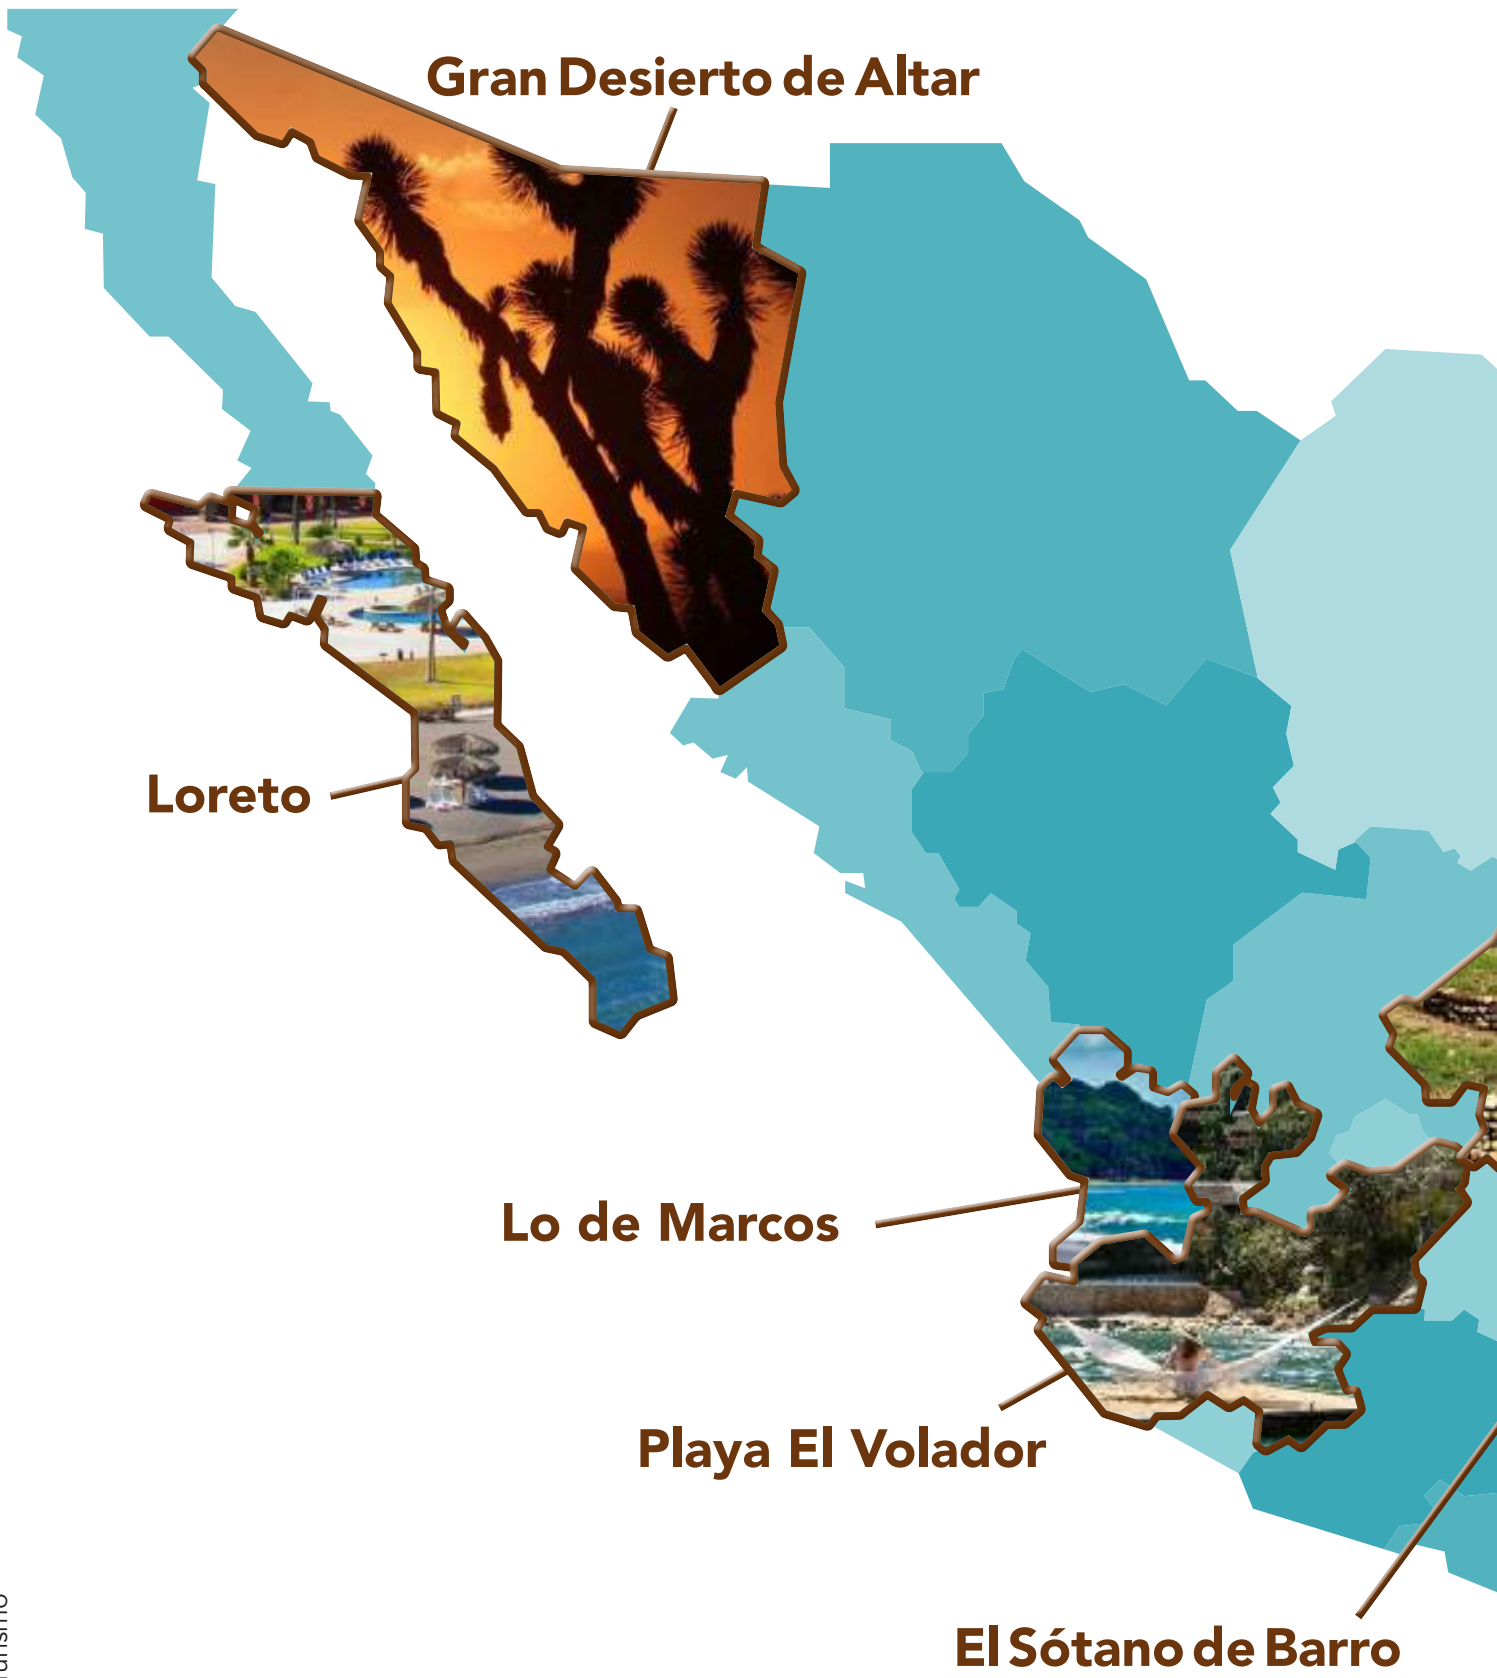 Gran Desierto de Altar
Loreto
Lo de Marcos
Playa El Volador
El Sótano de Barro